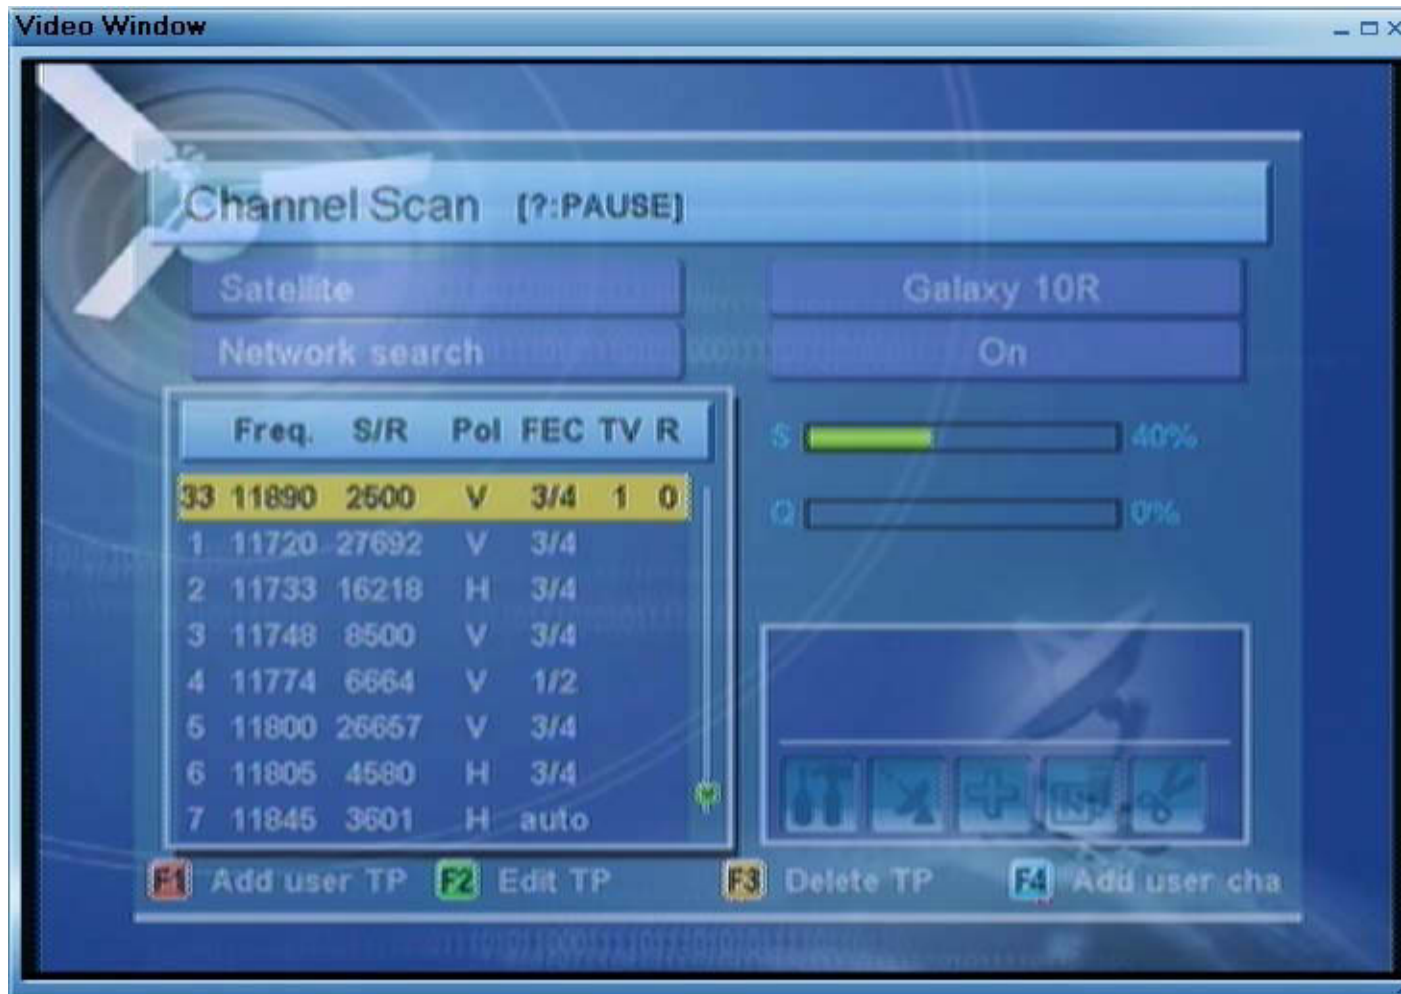 Video Window
Channel Scan [?:PAUSE]
Satellite Galaxy 10R
Network search On
Freq. S/R Pol FEC TV R
33 11890 2500 V 3/4 1 0
1 11720 27692 V 3/4
2 11733 16218 H 3/4
3 11748 8500 V 3/4
4 11774 6664 V 1/2
5 11800 26657 V 3/4
6 11805 4580 H 3/4
7 11845 3601 H auto
S 40%
Q 0%
F1 Add user TP F2 Edit TP F3 Delete TP F4 Add user cha